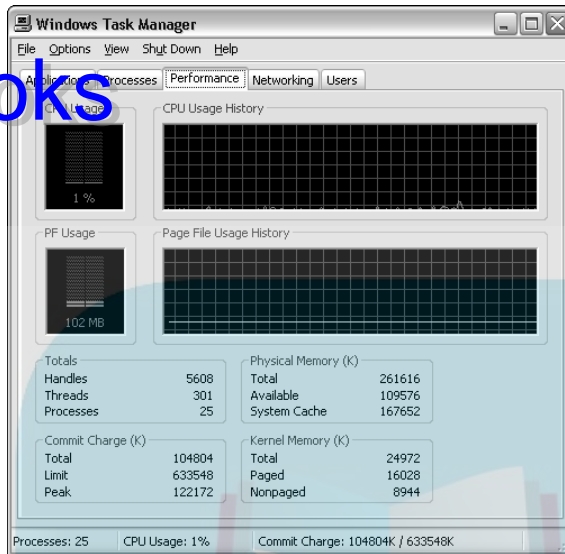 Windows Task Manager
File Options View Shut Down Help
oks
Applications Processes Performance Networking Users
CPU Usage CPU Usage History
1 %
PF Usage Page File Usage History
102 MB
Totals
Handles 5608
Threads 301
Processes 25
Physical Memory (K)
Total 261616
Available 109576
System Cache 167652
Commit Charge (K)
Total 104804
Limit 633548
Peak 122172
Kernel Memory (K)
Total 24972
Paged 16028
Nonpaged 8944
Processes: 25 CPU Usage: 1% Commit Charge: 104804K / 633548K